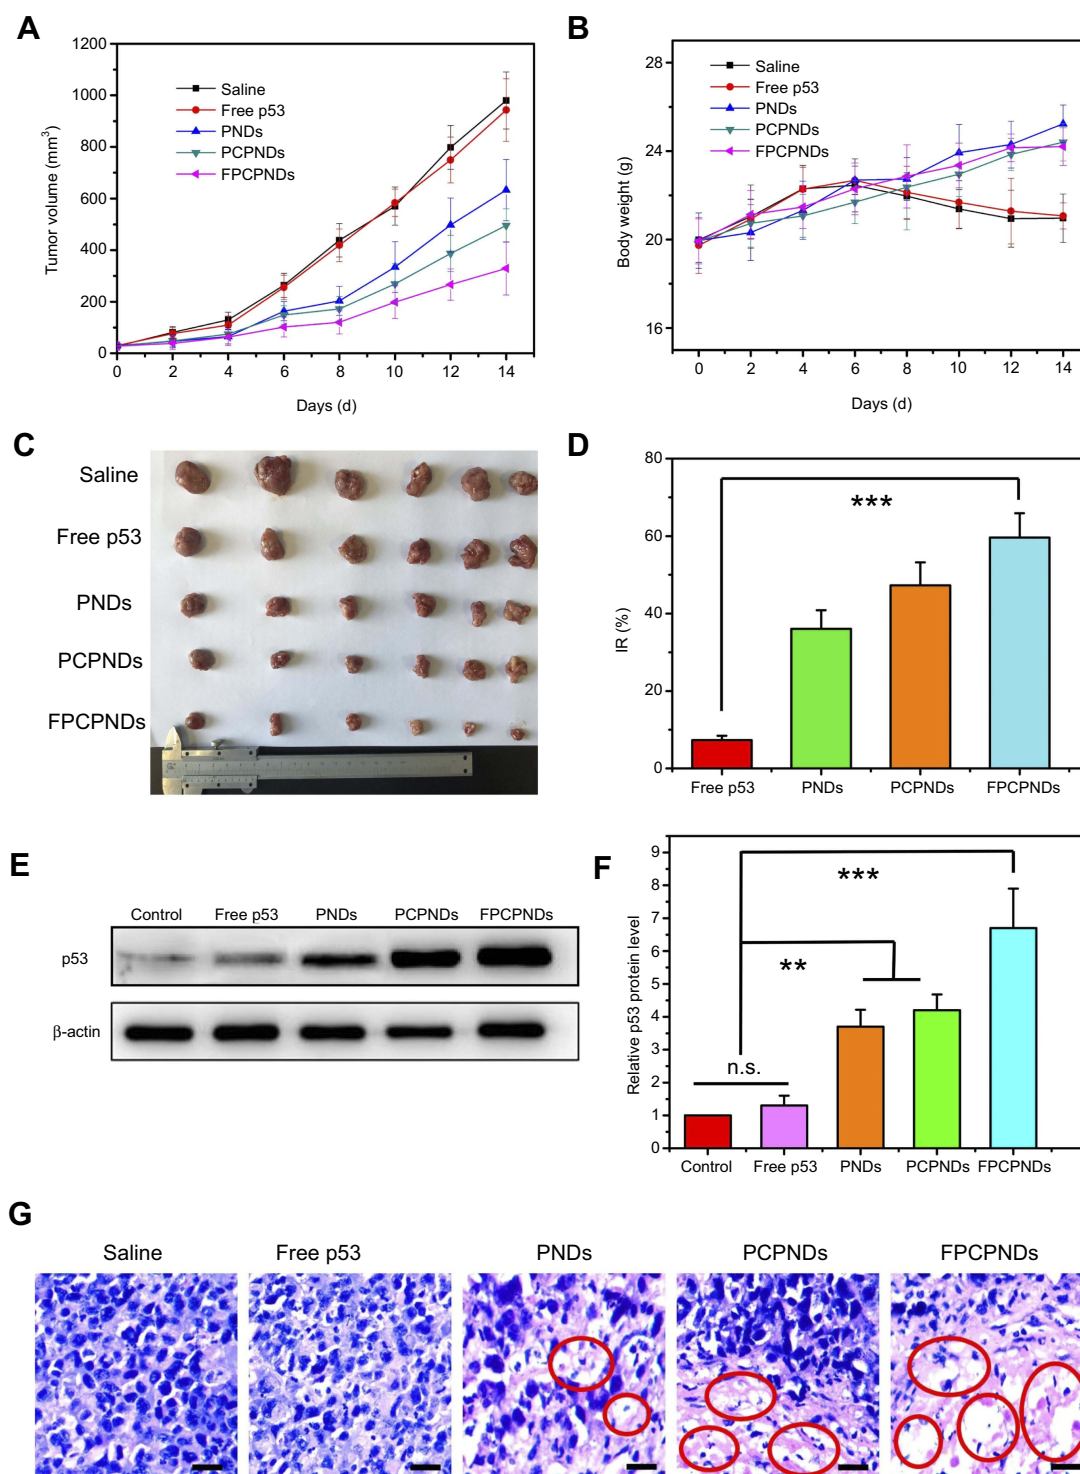 A
1200
1000
800
600
400
200
0
Tumor volume (mm³)
Saline
Free p53
PNDs
PCPNDs
FPCPNDs
0 2 4 6 8 10 12 14
Days (d)
B
28
24
20
16
Body weight (g)
Saline
Free p53
PNDs
PCPNDs
FPCPNDs
0 2 4 6 8 10 12 14
Days (d)
C
Saline
Free p53
PNDs
PCPNDs
FPCPNDs
D
80
60
40
20
0
IR (%)
***
Free p53 PNDs PCPNDs FPCPNDs
E
Control Free p53 PNDs PCPNDs FPCPNDs
p53
β-actin
F
9
8
7
6
5
4
3
2
1
0
Relative p53 protein level
***
**
n.s.
Control Free p53 PNDs PCPNDs FPCPNDs
G
Saline Free p53 PNDs PCPNDs FPCPNDs